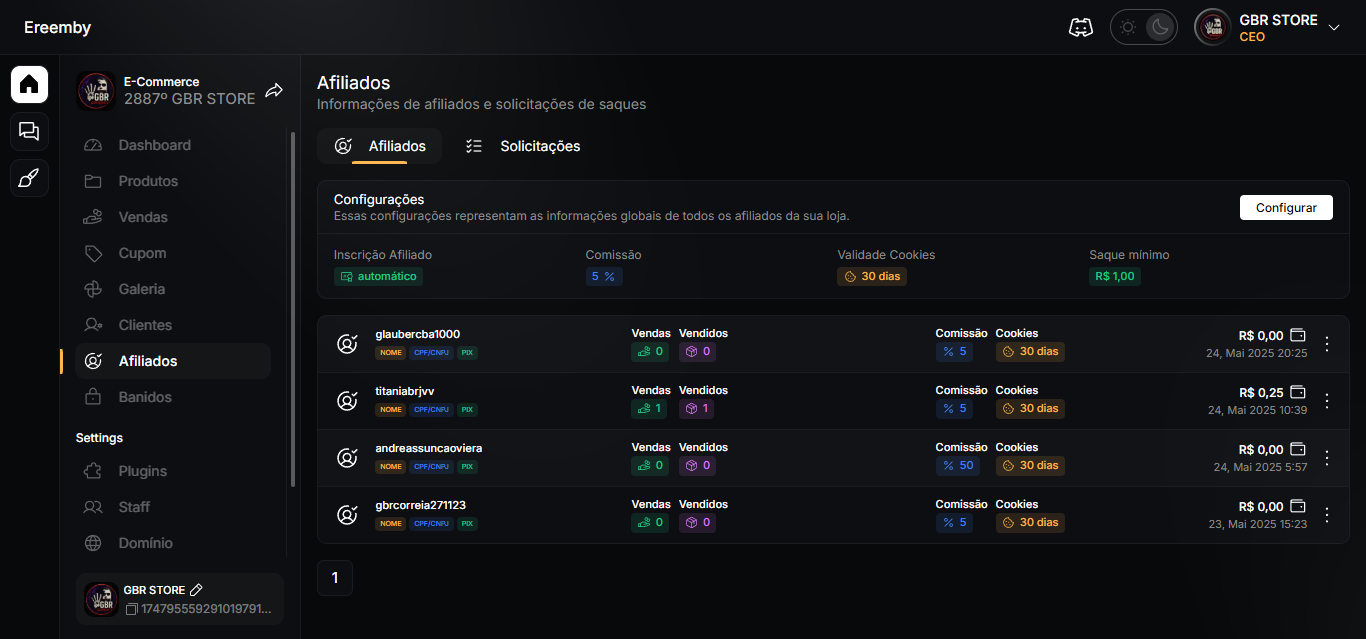 Ereemby
GBR STORE
CEO
E-Commerce
2887º GBR STORE
Dashboard
Produtos
Vendas
Cupom
Galeria
Clientes
Afiliados
Banidos
Settings
Plugins
Staff
Domínio
GBR STORE
17479555929101979​1...
Afiliados
Informações de afiliados e solicitações de saques
Afiliados Solicitações
Configurações
Essas configurações representam as informações globais de todos os afiliados da sua loja.
Configurar
Inscrição Afiliado Comissão Validade Cookies Saque mínimo
automático 5 % 30 dias R$ 1,00
glaubercba1000 Vendas Vendidos Comissão Cookies R$ 0,00
NOME CPF/CNPJ PIX 0 0 % 5 30 dias 24, Mai 2025 20:25
titaniabrjvv Vendas Vendidos Comissão Cookies R$ 0,25
NOME CPF/CNPJ PIX 1 1 % 5 30 dias 24, Mai 2025 10:39
andreassuncaoviera Vendas Vendidos Comissão Cookies R$ 0,00
NOME CPF/CNPJ PIX 0 0 % 50 30 dias 24, Mai 2025 5:57
gbrcorreia271123 Vendas Vendidos Comissão Cookies R$ 0,00
NOME CPF/CNPJ PIX 0 0 % 5 30 dias 23, Mai 2025 15:23
1